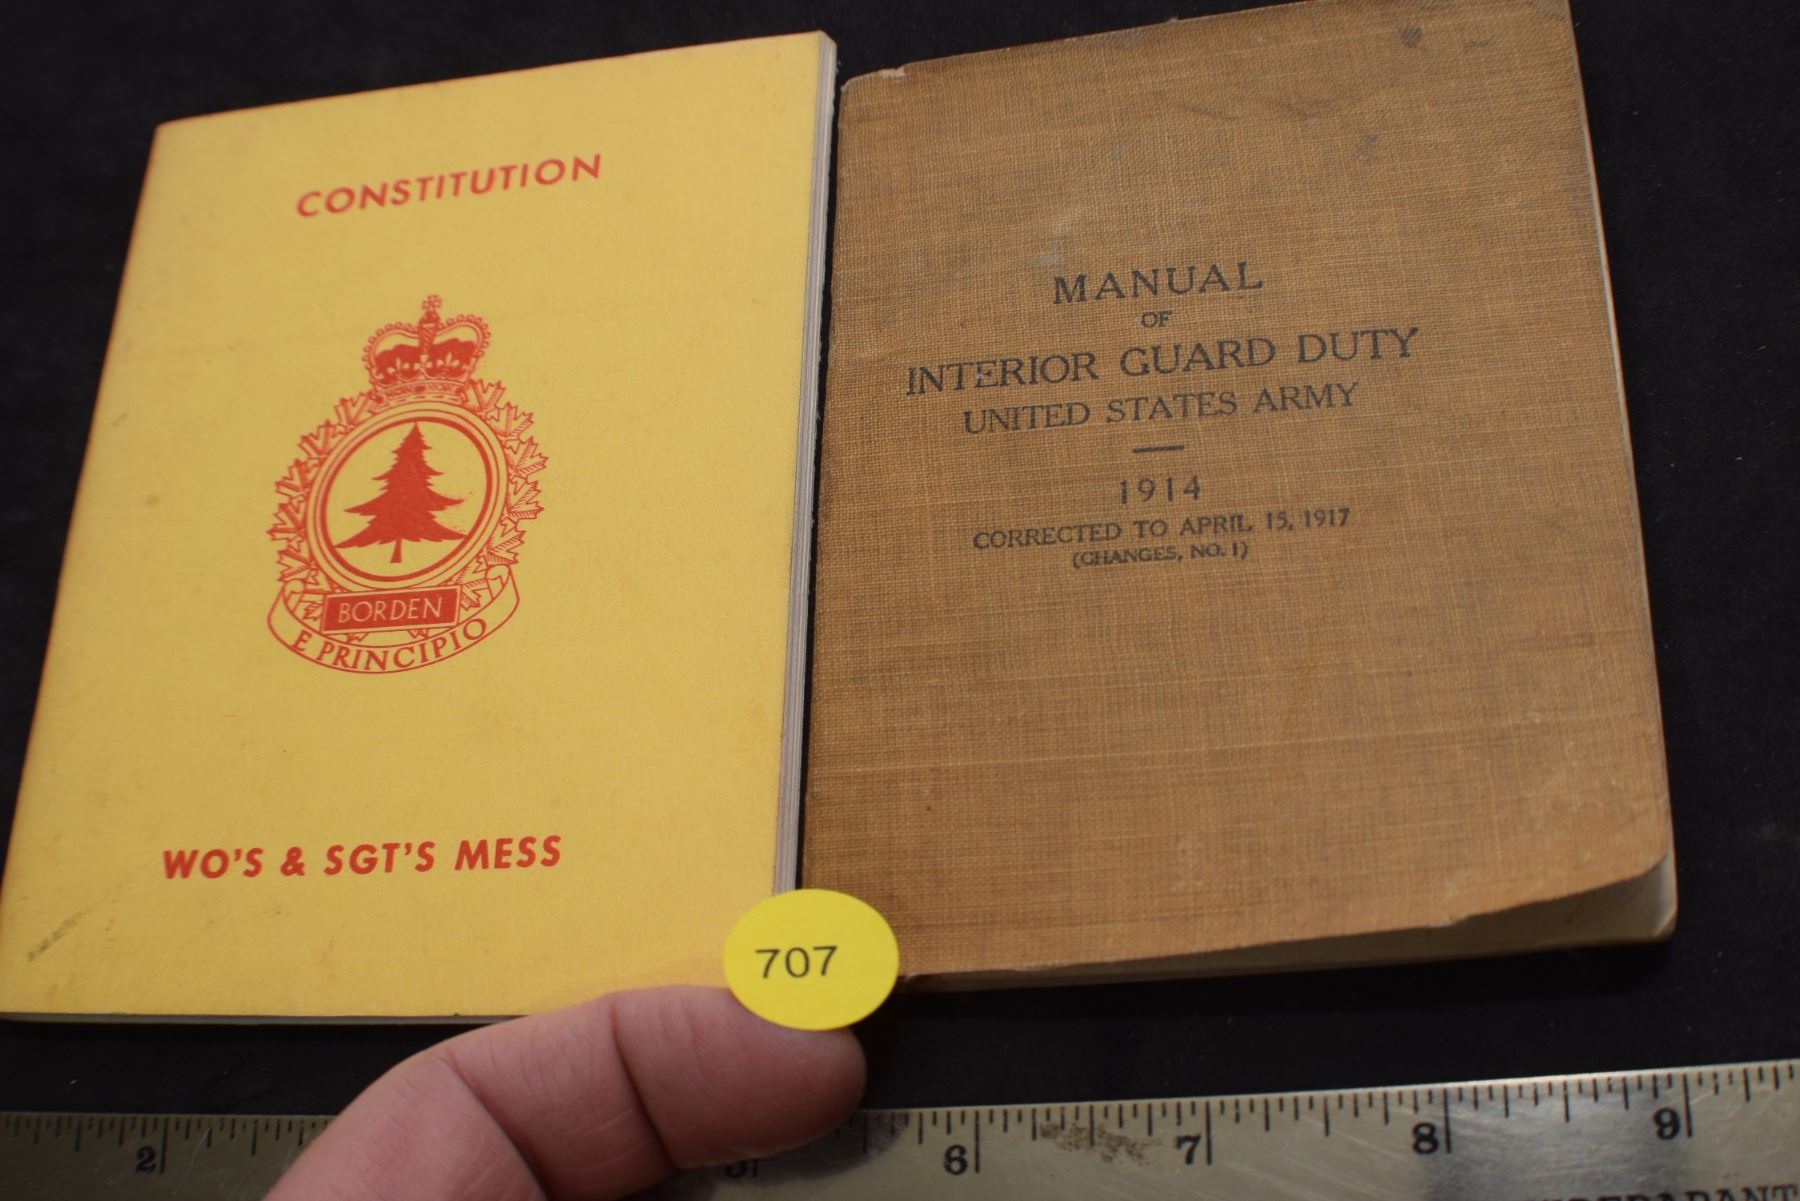 CONSTITUTION
BORDEN
E PRINCIPIO
WO'S & SGT'S MESS
MANUAL
OF
INTERIOR GUARD DUTY
UNITED STATES ARMY
1914
CORRECTED TO APRIL 15, 1917
(CHANGES, NO. 1)
707
2 5 6 7 8 9